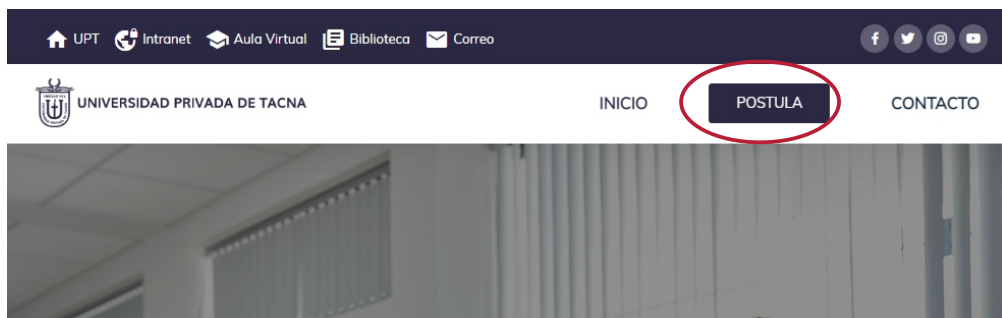 UPT Intranet Aula Virtual Biblioteca Correo
UNIVERSIDAD PRIVADA DE TACNA INICIO POSTULA CONTACTO